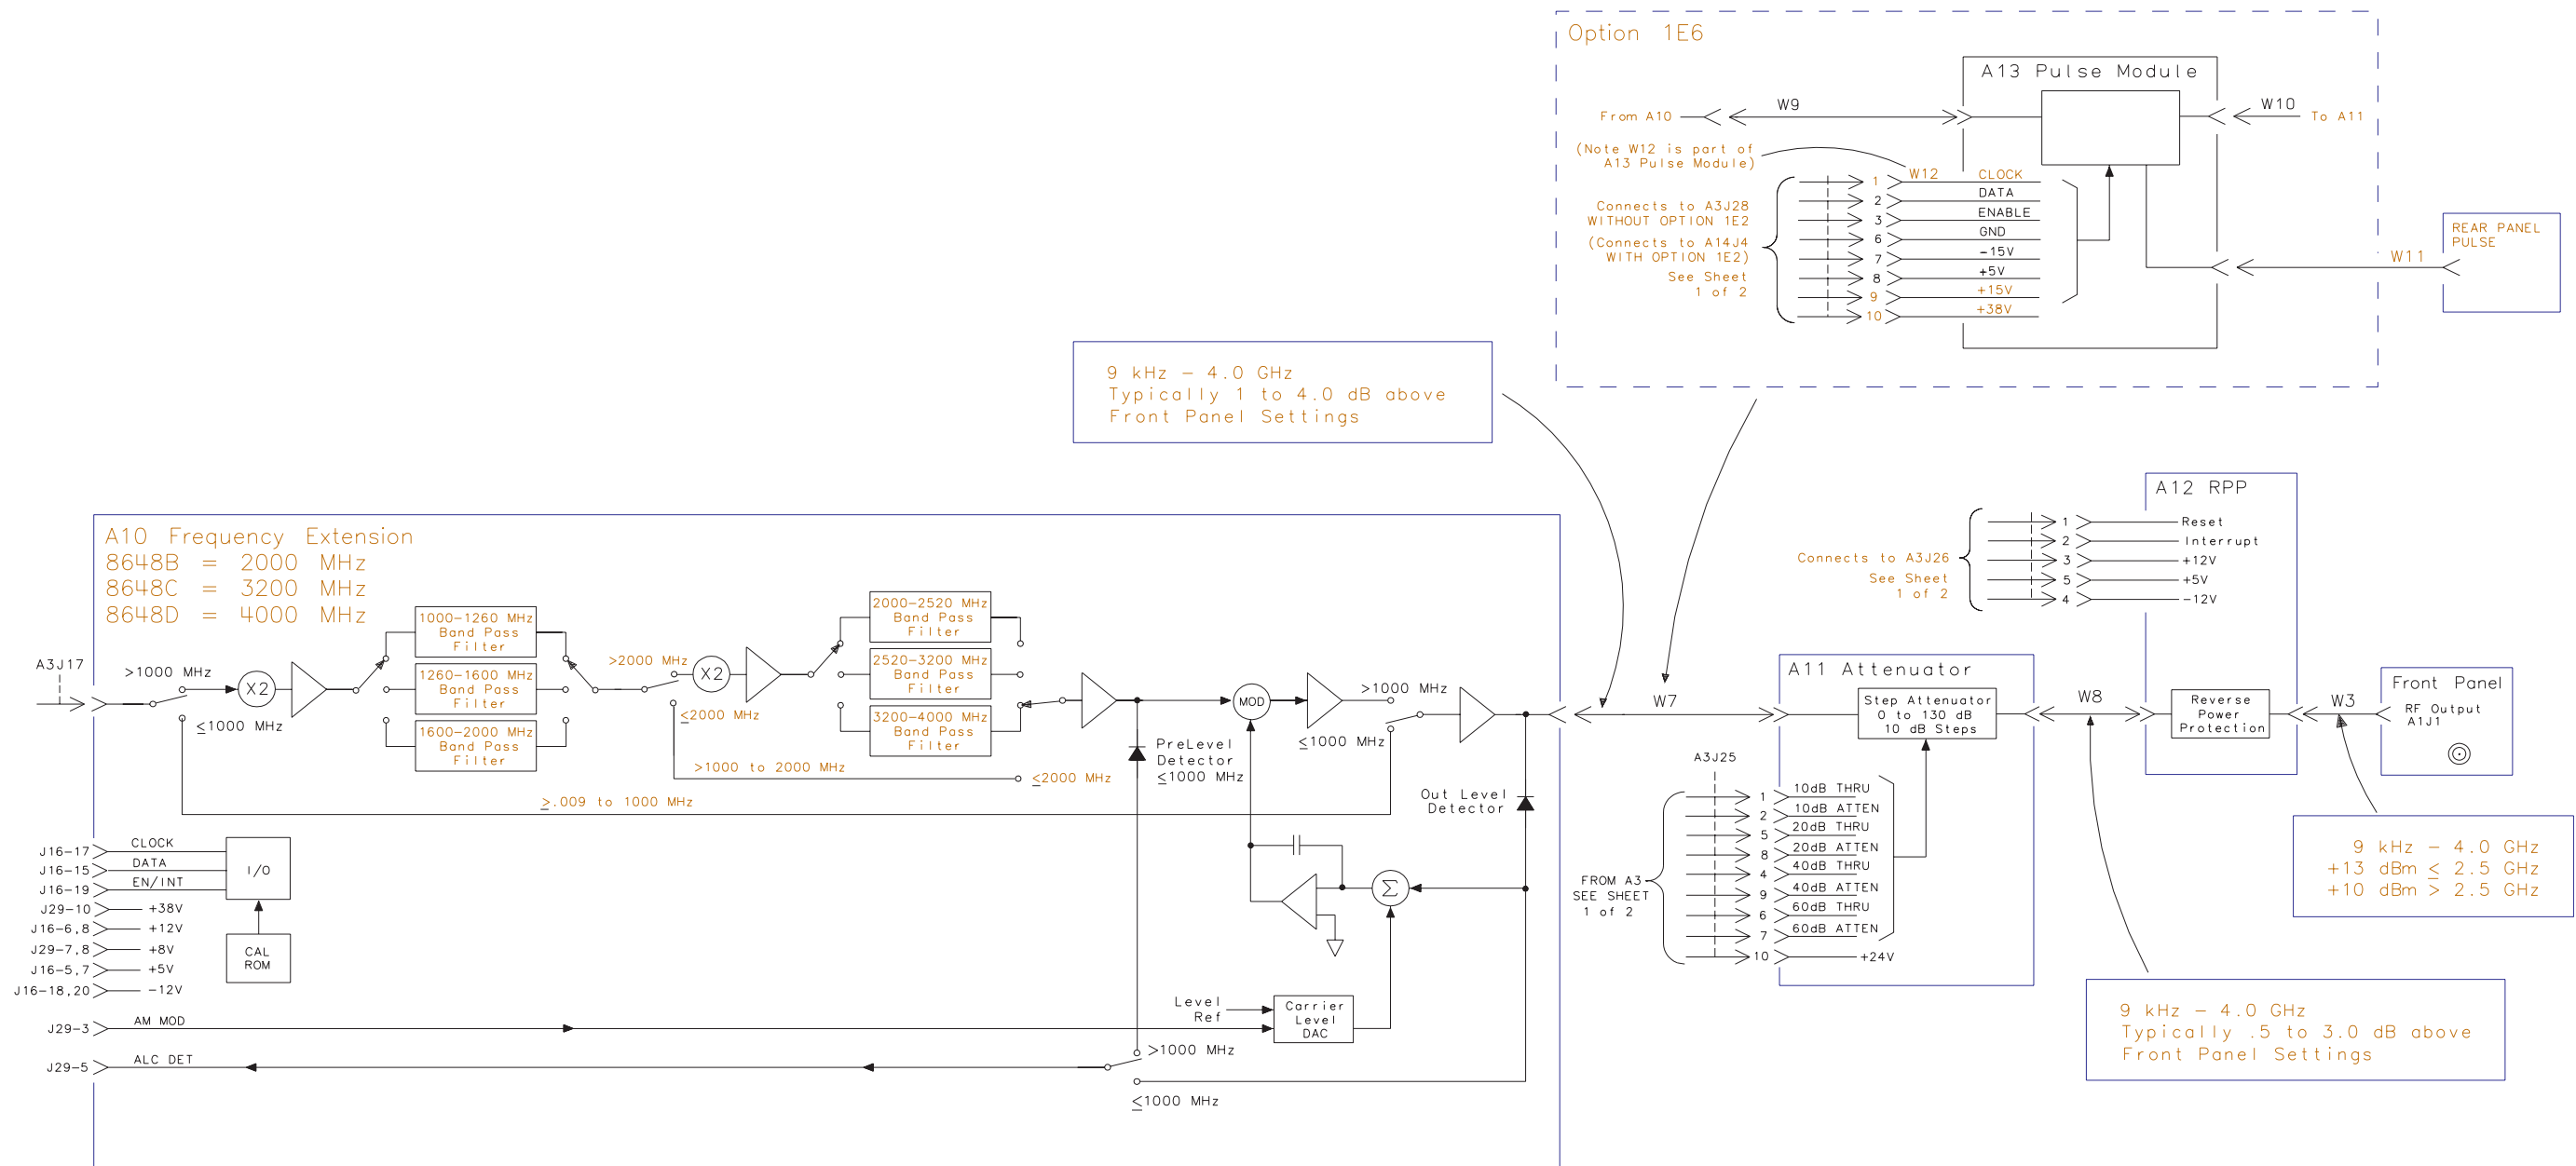 Option 1E6
A13 Pulse Module
From A10
W9
W10
To A11
(Note W12 is part of
A13 Pulse Module)
W12
1 CLOCK
2 DATA
3 ENABLE
6 GND
7 -15V
8 +5V
9 +15V
10 +38V
Connects to A3J28
WITHOUT OPTION 1E2
(Connects to A14J4
WITH OPTION 1E2)
See Sheet
1 of 2
W11
REAR PANEL
PULSE
9 kHz - 4.0 GHz
Typically 1 to 4.0 dB above
Front Panel Settings
A10 Frequency Extension
8648B = 2000 MHz
8648C = 3200 MHz
8648D = 4000 MHz
A3J17
>1000 MHz
≤1000 MHz
X2
1000-1260 MHz
Band Pass
Filter
1260-1600 MHz
Band Pass
Filter
1600-2000 MHz
Band Pass
Filter
>2000 MHz
≤2000 MHz
X2
2000-2520 MHz
Band Pass
Filter
2520-3200 MHz
Band Pass
Filter
3200-4000 MHz
Band Pass
Filter
>1000 to 2000 MHz
≤2000 MHz
≥.009 to 1000 MHz
PreLevel
Detector
≤1000 MHz
MOD
>1000 MHz
≤1000 MHz
Out Level
Detector
Σ
J16-17 CLOCK
J16-15 DATA
J16-19 EN/INT
J29-10 +38V
J16-6,8 +12V
J29-7,8 +8V
J16-5,7 +5V
J16-18,20 -12V
I/O
CAL
ROM
J29-3 AM MOD
J29-5 ALC DET
Level
Ref
Carrier
Level
DAC
>1000 MHz
≤1000 MHz
W7
A11 Attenuator
Step Attenuator
0 to 130 dB
10 dB Steps
A3J25
FROM A3
SEE SHEET
1 of 2
1 10dB THRU
2 10dB ATTEN
5 20dB THRU
8 20dB ATTEN
4 40dB THRU
9 40dB ATTEN
6 60dB THRU
7 60dB ATTEN
10 +24V
W8
A12 RPP
Connects to A3J26
See Sheet
1 of 2
1 Reset
2 Interrupt
3 +12V
5 +5V
4 -12V
Reverse
Power
Protection
W3
Front Panel
RF Output
A1J1
9 kHz - 4.0 GHz
+13 dBm ≤ 2.5 GHz
+10 dBm > 2.5 GHz
9 kHz - 4.0 GHz
Typically .5 to 3.0 dB above
Front Panel Settings